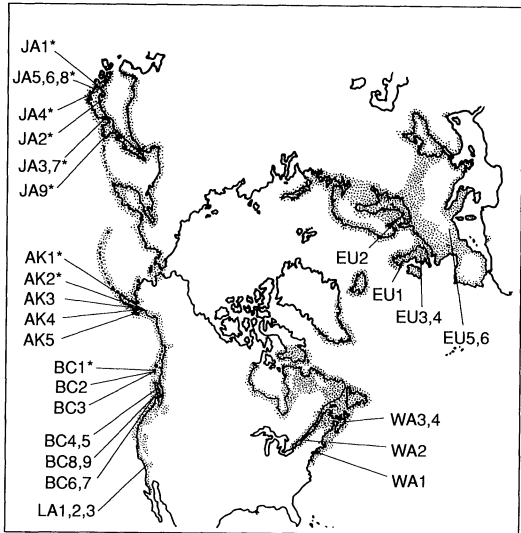 JA1*
JA5,6,8*
JA4*
JA2*
JA3,7*
JA9*
AK1*
AK2*
AK3
AK4
AK5
BC1*
BC2
BC3
BC4,5
BC8,9
BC6,7
LA1,2,3
EU2
EU1
EU3,4
EU5,6
WA3,4
WA2
WA1